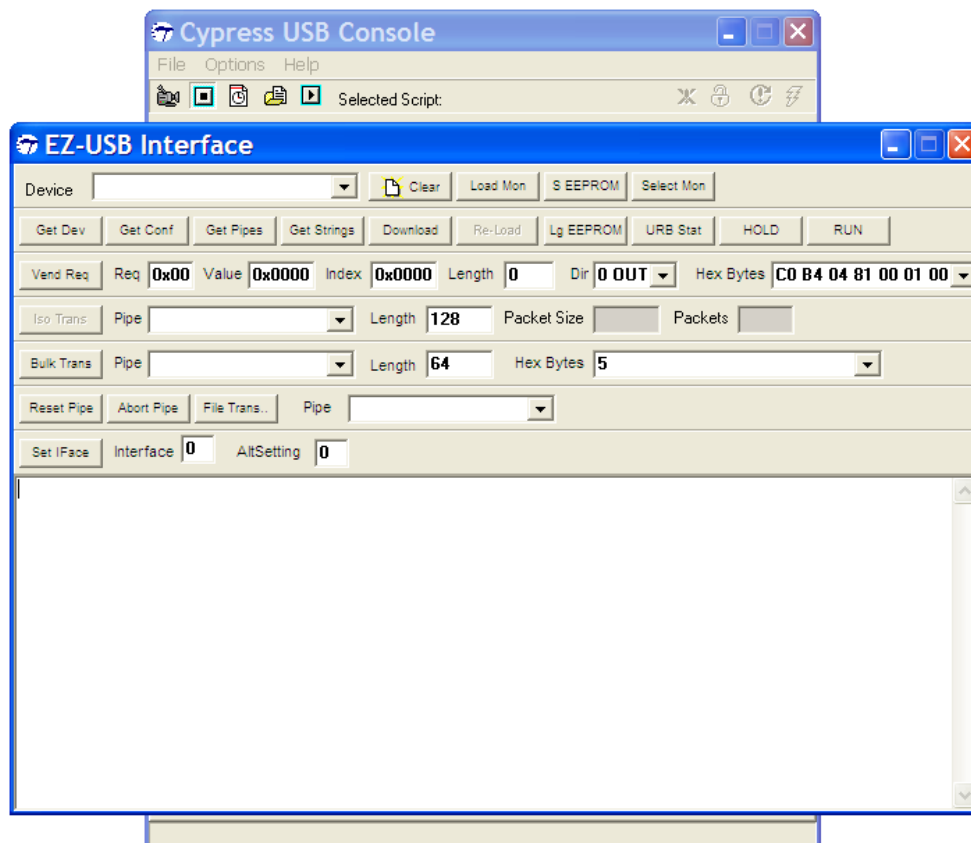 Cypress USB Console
File Options Help
Selected Script:
EZ-USB Interface
Device Clear Load Mon S EEPROM Select Mon
Get Dev Get Conf Get Pipes Get Strings Download Re-Load Lg EEPROM URB Stat HOLD RUN
Vend Req Req 0x00 Value 0x0000 Index 0x0000 Length 0 Dir 0 OUT Hex Bytes C0 B4 04 81 00 01 00
Iso Trans Pipe Length 128 Packet Size Packets
Bulk Trans Pipe Length 64 Hex Bytes 5
Reset Pipe Abort Pipe File Trans.. Pipe
Set IFace Interface 0 AltSetting 0